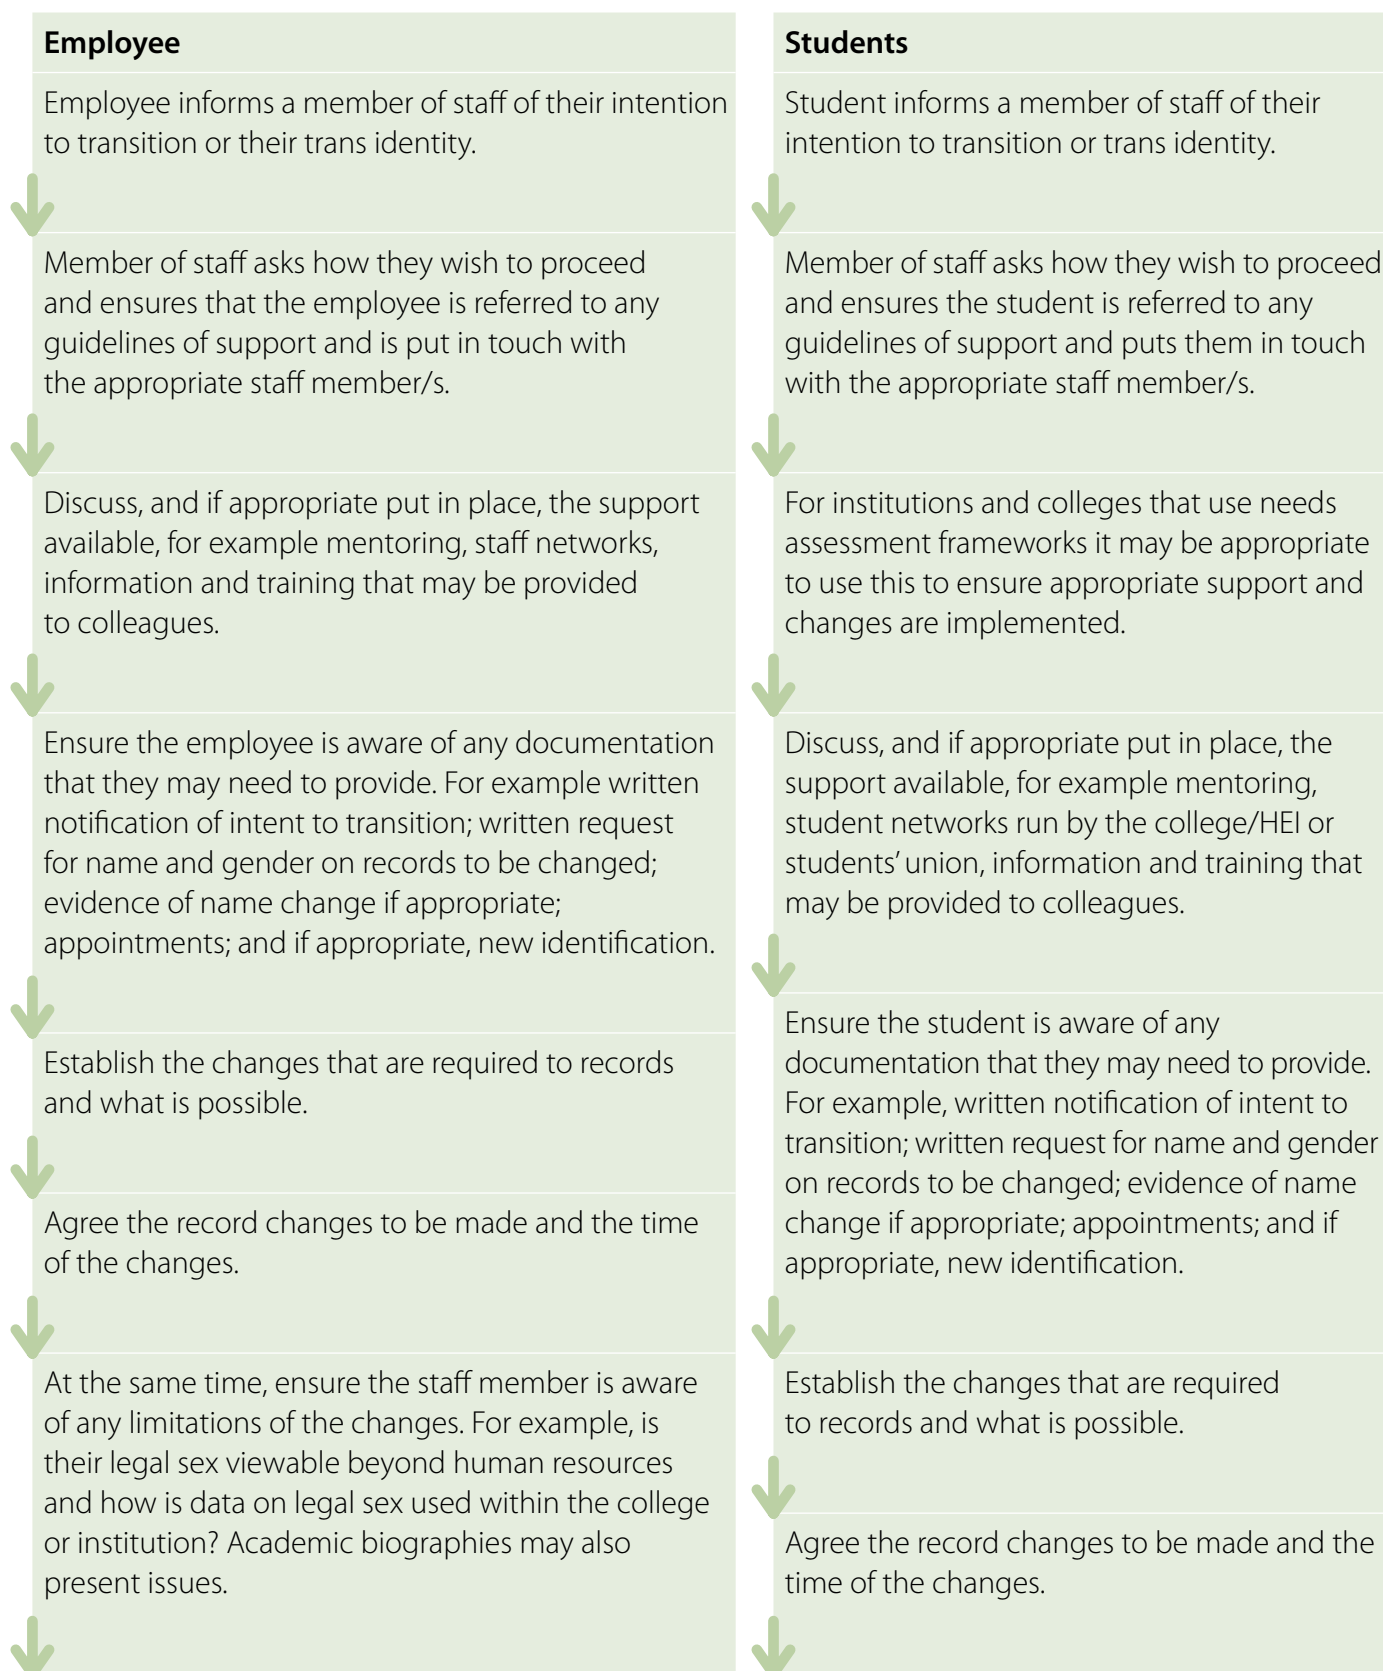 Employee
Employee informs a member of staff of their intention
to transition or their trans identity.
Member of staff asks how they wish to proceed
and ensures that the employee is referred to any
guidelines of support and is put in touch with
the appropriate staff member/s.
Discuss, and if appropriate put in place, the support
available, for example mentoring, staff networks,
information and training that may be provided
to colleagues.
Ensure the employee is aware of any documentation
that they may need to provide. For example written
notification of intent to transition; written request
for name and gender on records to be changed;
evidence of name change if appropriate;
appointments; and if appropriate, new identification.
Establish the changes that are required to records
and what is possible.
Agree the record changes to be made and the time
of the changes.
At the same time, ensure the staff member is aware
of any limitations of the changes. For example, is
their legal sex viewable beyond human resources
and how is data on legal sex used within the college
or institution? Academic biographies may also
present issues.
Students
Student informs a member of staff of their
intention to transition or trans identity.
Member of staff asks how they wish to proceed
and ensures the student is referred to any
guidelines of support and puts them in touch
with the appropriate staff member/s.
For institutions and colleges that use needs
assessment frameworks it may be appropriate
to use this to ensure appropriate support and
changes are implemented.
Discuss, and if appropriate put in place, the
support available, for example mentoring,
student networks run by the college/HEI or
students’ union, information and training that
may be provided to colleagues.
Ensure the student is aware of any
documentation that they may need to provide.
For example, written notification of intent to
transition; written request for name and gender
on records to be changed; evidence of name
change if appropriate; appointments; and if
appropriate, new identification.
Establish the changes that are required
to records and what is possible.
Agree the record changes to be made and the
time of the changes.